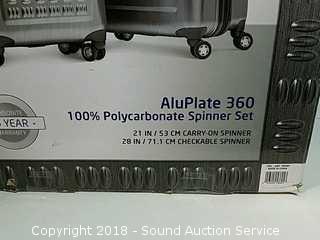 AluPlate 360
100% Polycarbonate Spinner Set
YEAR
WARRANTY
21 IN / 53 CM CARRY-ON SPINNER
28 IN / 71.1 CM CHECKABLE SPINNER
Copyright 2018 - Sound Auction Service